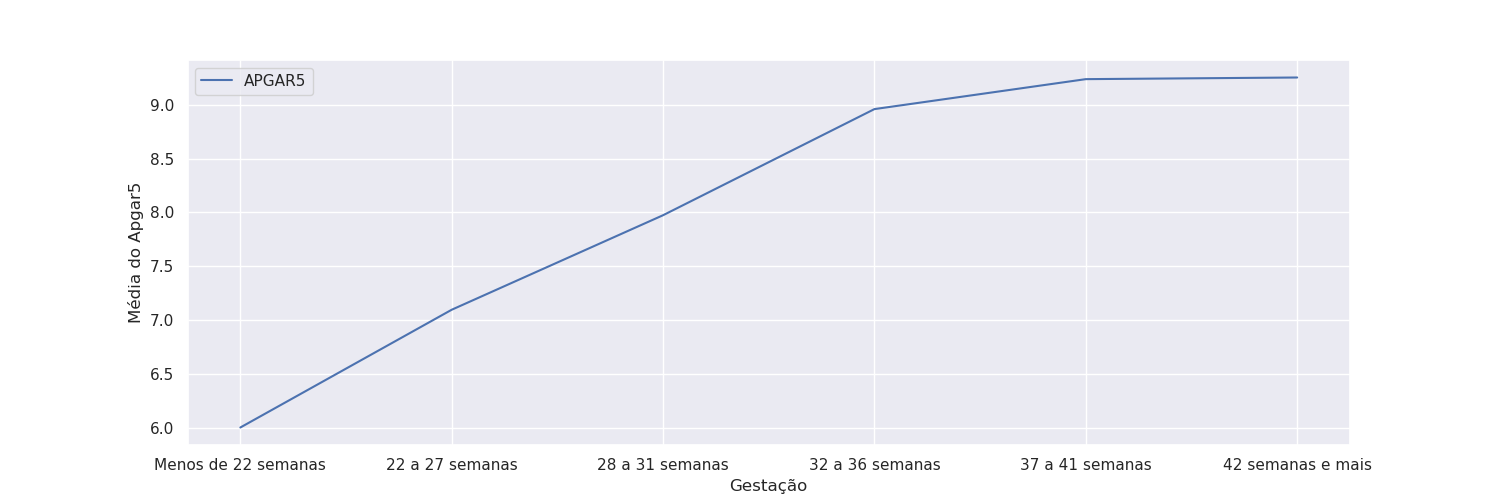 APGAR5
Média do Apgar5
9.0
8.5
8.0
7.5
7.0
6.5
6.0
Menos de 22 semanas
22 a 27 semanas
28 a 31 semanas
32 a 36 semanas
37 a 41 semanas
42 semanas e mais
Gestação